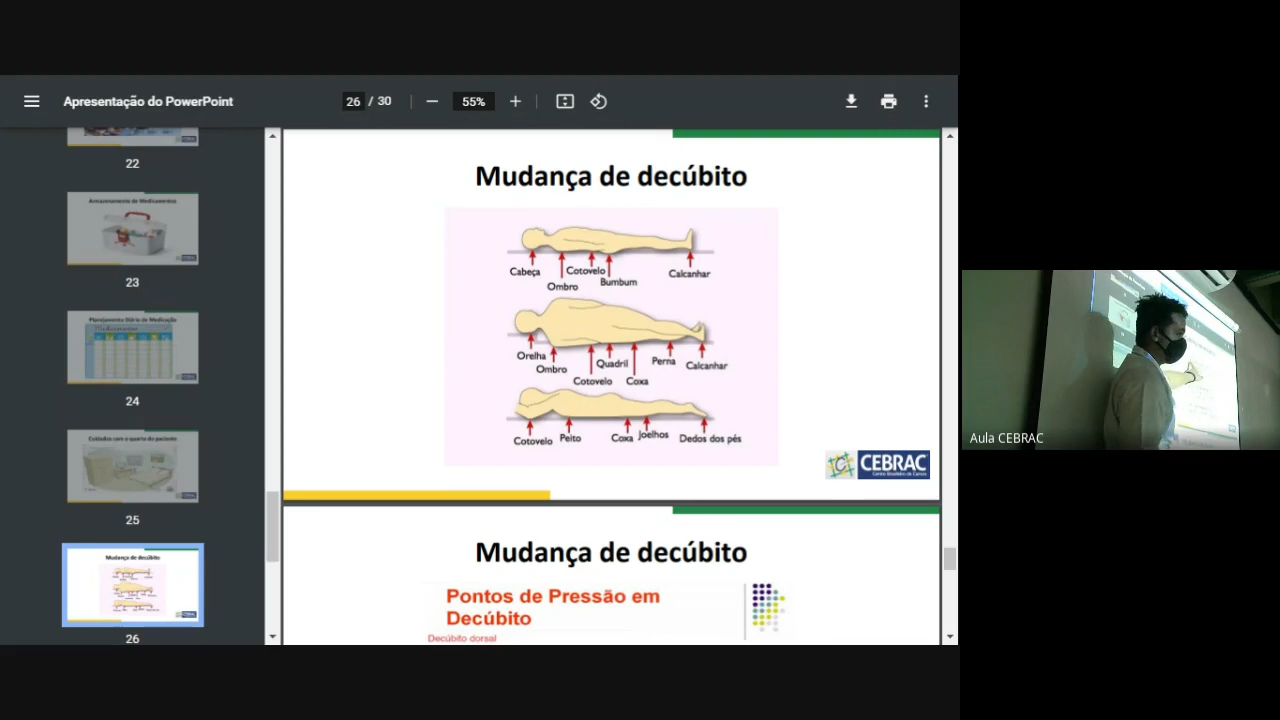 Apresentação do PowerPoint
26 / 30
55%
22
Armazenamento de Medicamentos
23
Planejamento Diário de Medicação
Medicamentos
24
Cuidados com o quarto do paciente
25
Mudança de decúbito
26
Mudança de decúbito
Cabeça
Ombro
Cotovelo
Bumbum
Calcanhar
Orelha
Ombro
Cotovelo
Quadril
Coxa
Perna
Calcanhar
Cotovelo
Peito
Coxa
Joelhos
Dedos dos pés
CEBRAC
Mudança de decúbito
Pontos de Pressão em
Decúbito
Decúbito dorsal
Aula CEBRAC